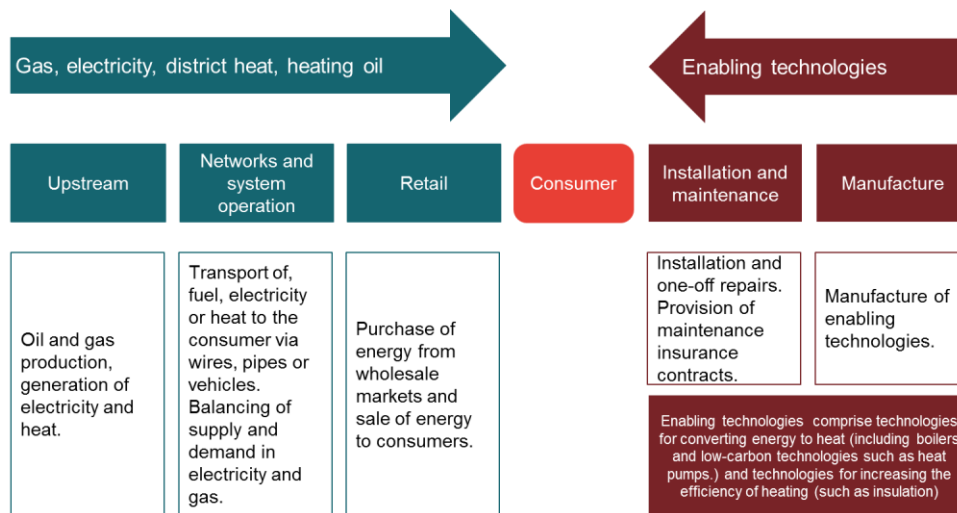 Gas, electricity, district heat, heating oil
Enabling technologies
Upstream
Networks and
system
operation
Retail
Consumer
Installation and
maintenance
Manufacture
Oil and gas
production,
generation of
electricity and
heat.
Transport of,
fuel, electricity
or heat to the
consumer via
wires, pipes or
vehicles.
Balancing of
supply and
demand in
electricity and
gas.
Purchase of
energy from
wholesale
markets and
sale of energy
to consumers.
Installation and
one-off repairs.
Provision of
maintenance
insurance
contracts.
Manufacture of
enabling
technologies.
Enabling technologies comprise technologies
for converting energy to heat (including boilers
and low-carbon technologies such as heat
pumps.) and technologies for increasing the
efficiency of heating (such as insulation)